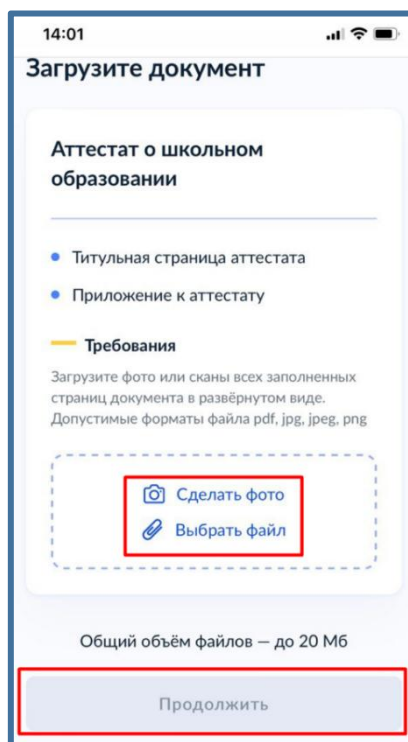 14:01
Загрузите документ
Аттестат о школьном
образовании
Титульная страница аттестата
Приложение к аттестату
Требования
Загрузите фото или сканы всех заполненных
страниц документа в развёрнутом виде.
Допустимые форматы файла pdf, jpg, jpeg, png
Сделать фото
Выбрать файл
Общий объём файлов — до 20 Мб
Продолжить